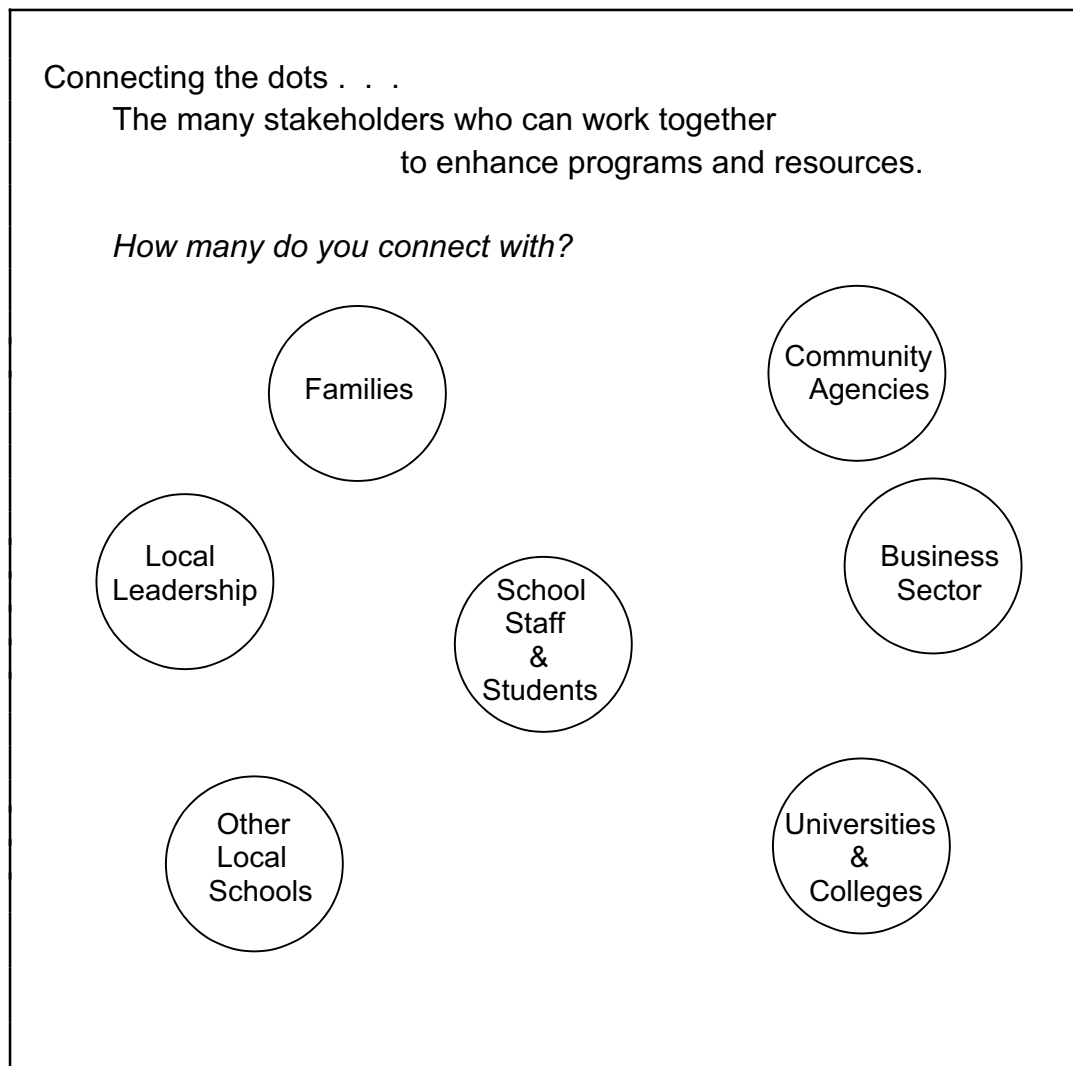 Connecting the dots . . .
The many stakeholders who can work together
to enhance programs and resources.
How many do you connect with?
Families
Community
Agencies
Local
Leadership
Business
Sector
School
Staff
&
Students
Other
Local
Schools
Universities
&
Colleges